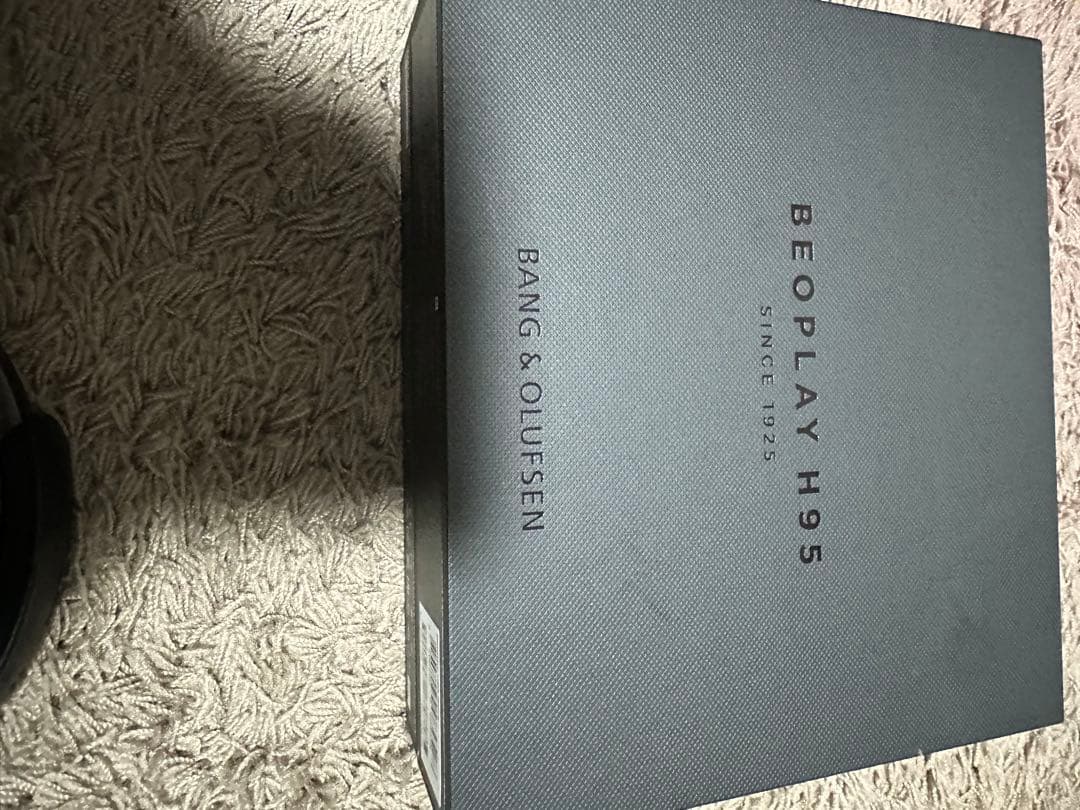 BEOPLAY H95
SINCE 1925
BANG & OLUFSEN